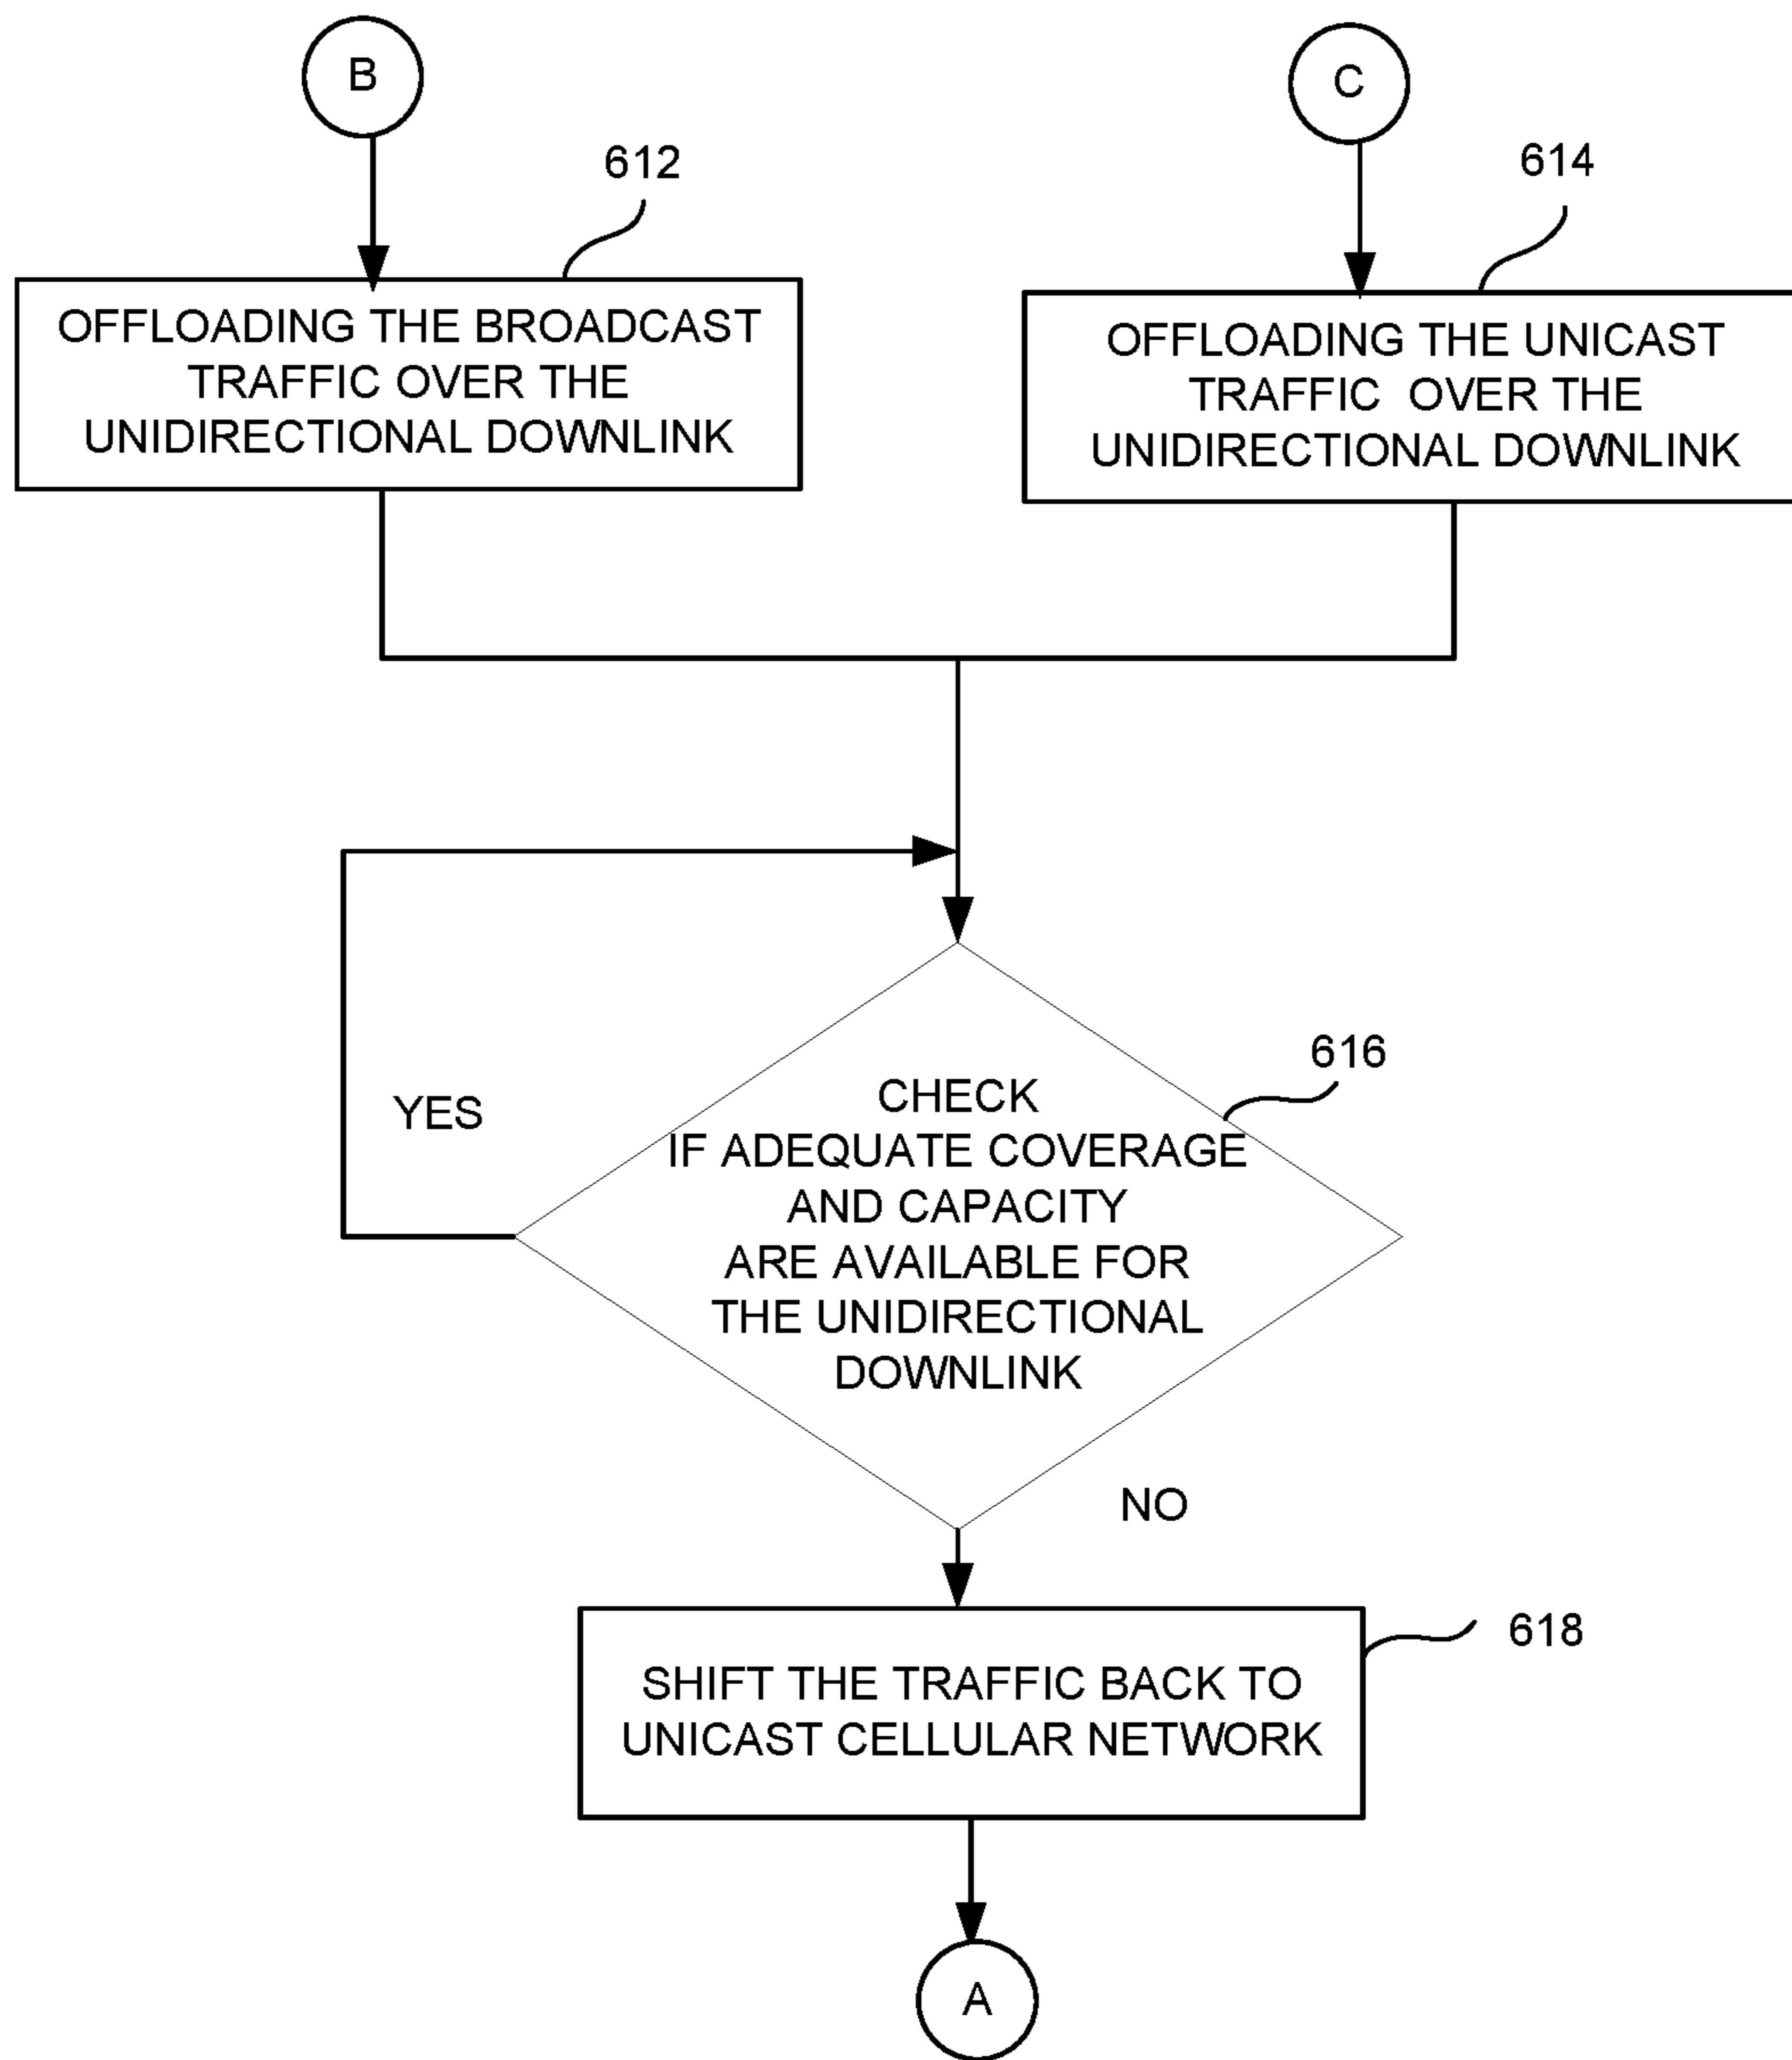 B
C
612
614
OFFLOADING THE BROADCAST
TRAFFIC OVER THE
UNIDIRECTIONAL DOWNLINK
OFFLOADING THE UNICAST
TRAFFIC OVER THE
UNIDIRECTIONAL DOWNLINK
616
YES
CHECK
IF ADEQUATE COVERAGE
AND CAPACITY
ARE AVAILABLE FOR
THE UNIDIRECTIONAL
DOWNLINK
NO
618
SHIFT THE TRAFFIC BACK TO
UNICAST CELLULAR NETWORK
A